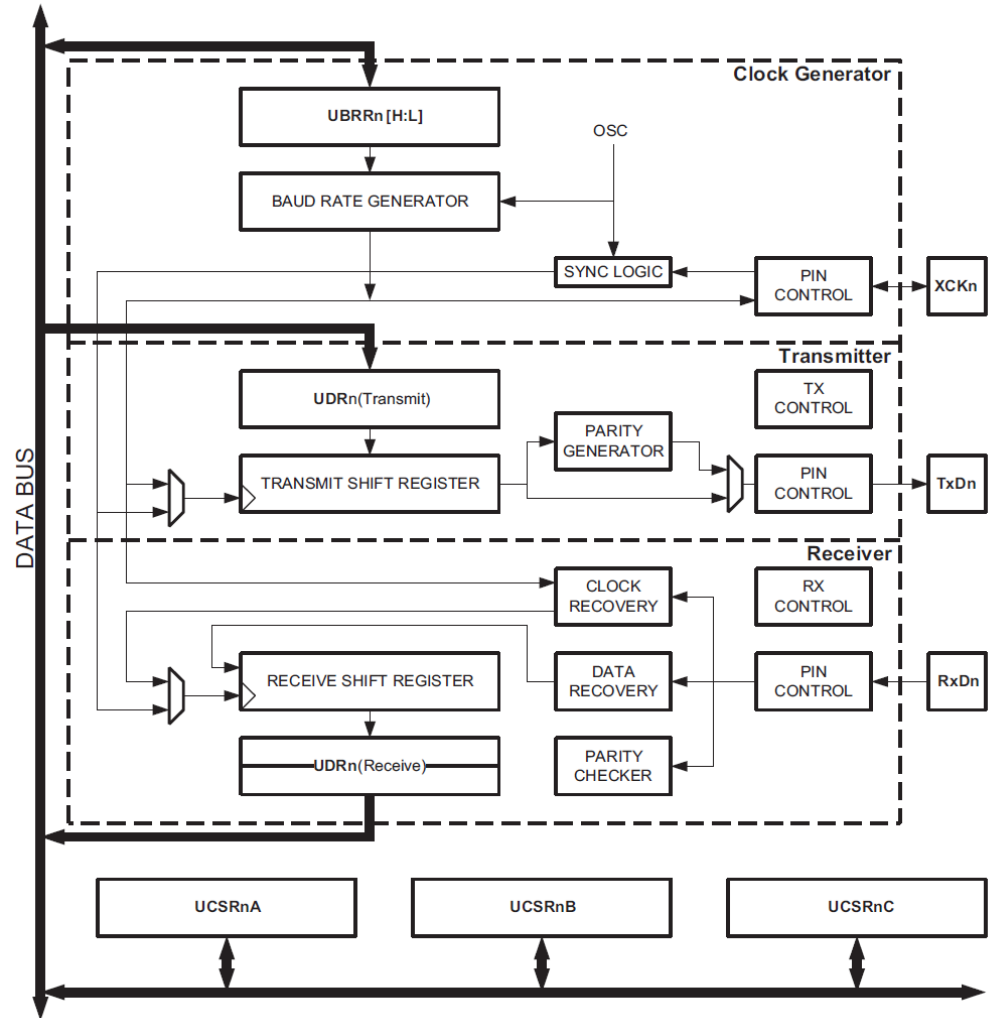 Clock Generator
UBRRn [H:L]
OSC
BAUD RATE GENERATOR
SYNC LOGIC
PIN
CONTROL
XCKn
Transmitter
UDRn(Transmit)
TX
CONTROL
PARITY
GENERATOR
TRANSMIT SHIFT REGISTER
PIN
CONTROL
TxDn
DATA BUS
Receiver
CLOCK
RECOVERY
RX
CONTROL
RECEIVE SHIFT REGISTER
DATA
RECOVERY
PIN
CONTROL
RxDn
UDRn(Receive)
PARITY
CHECKER
UCSRnA
UCSRnB
UCSRnC